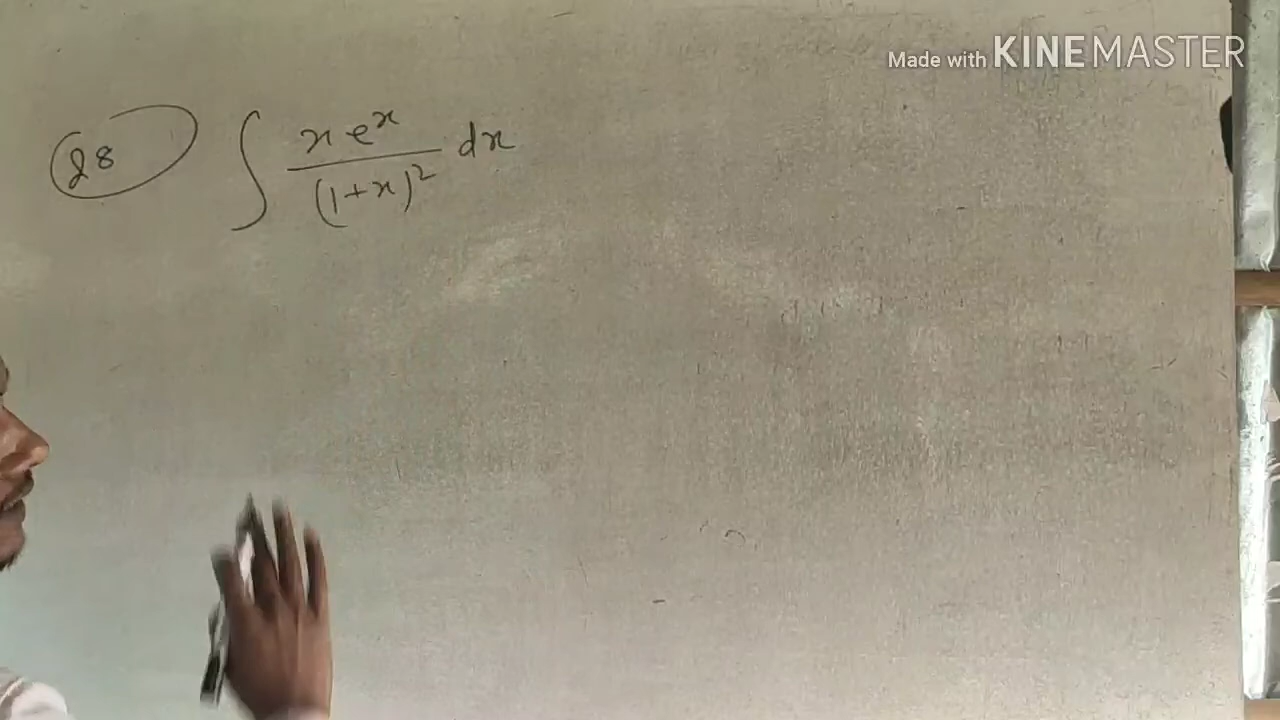 Made with KINEMASTER
28 ∫ x e^x / (1+x)^2 dx